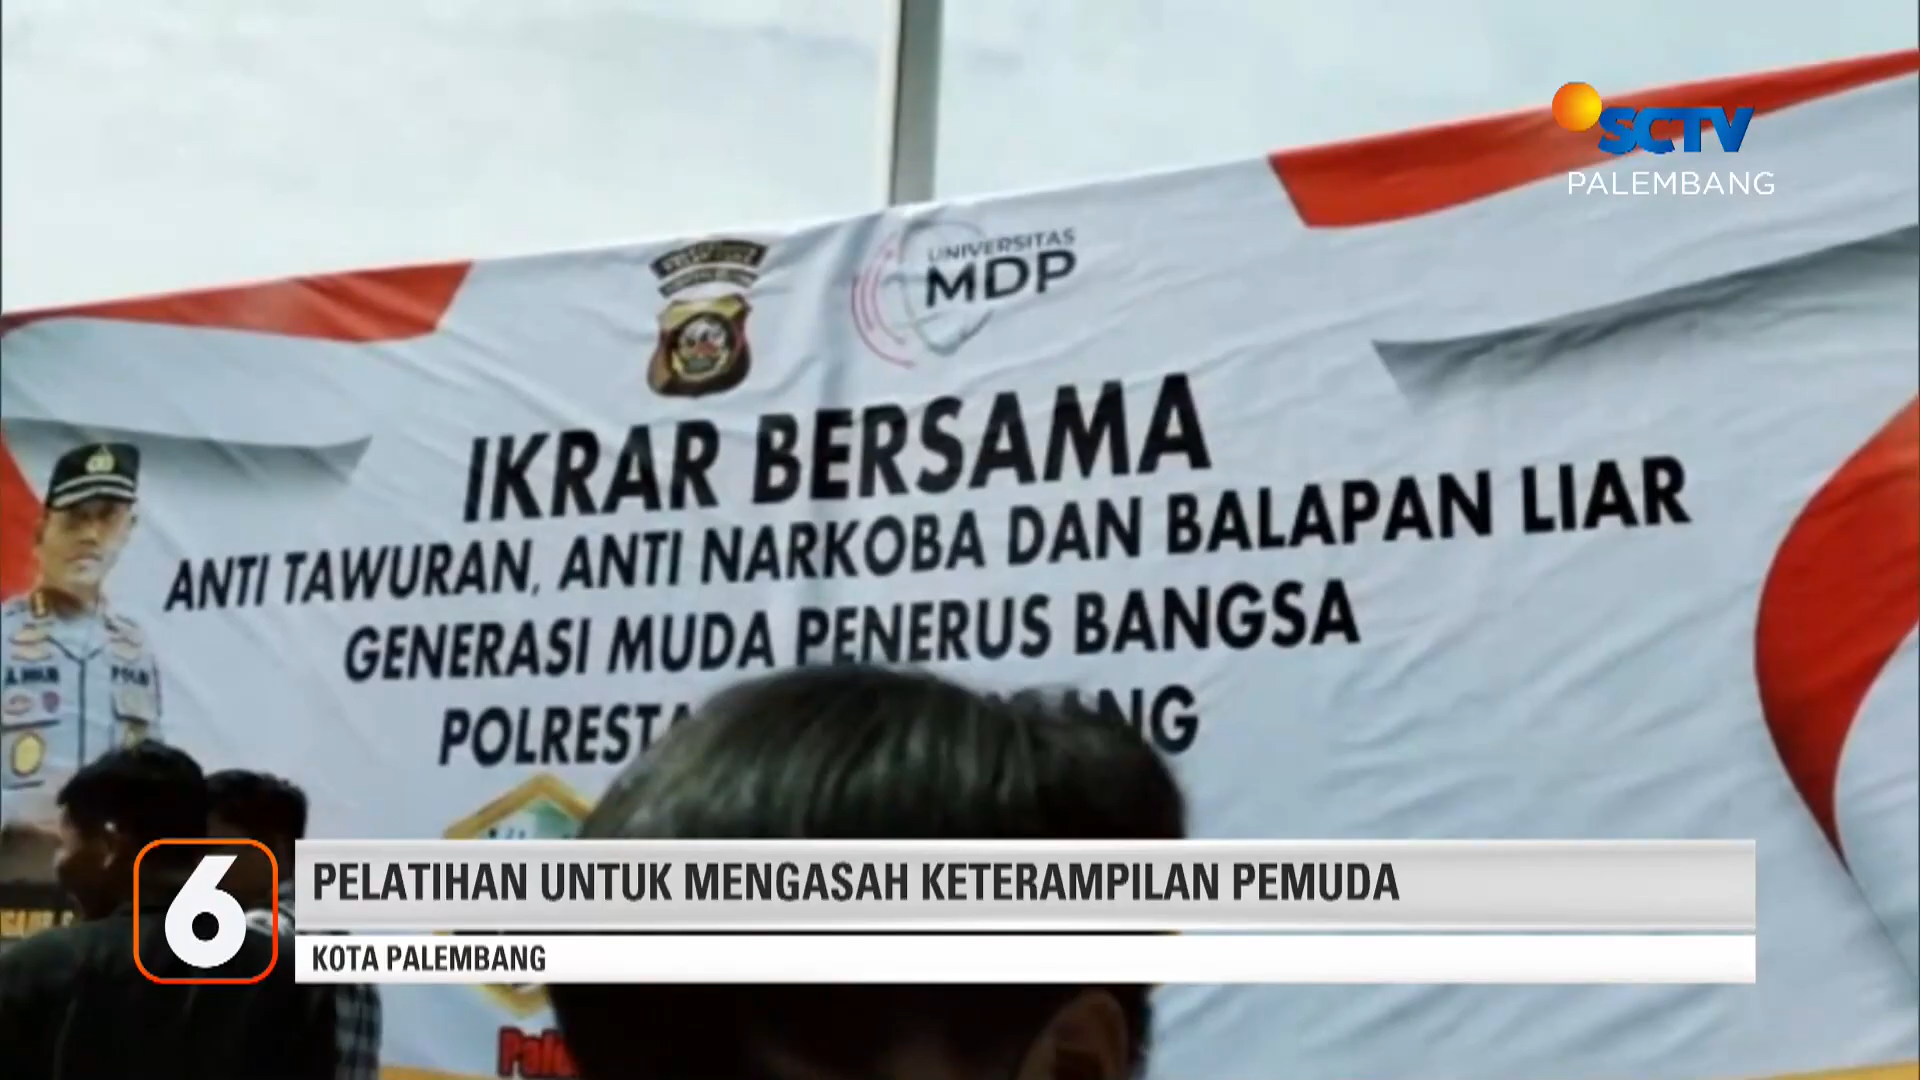 SCTV
PALEMBANG
UNIVERSITAS
MDP
IKRAR BERSAMA
ANTI TAWURAN, ANTI NARKOBA DAN BALAPAN LIAR
GENERASI MUDA PENERUS BANGSA
6
PELATIHAN UNTUK MENGASAH KETERAMPILAN PEMUDA
KOTA PALEMBANG